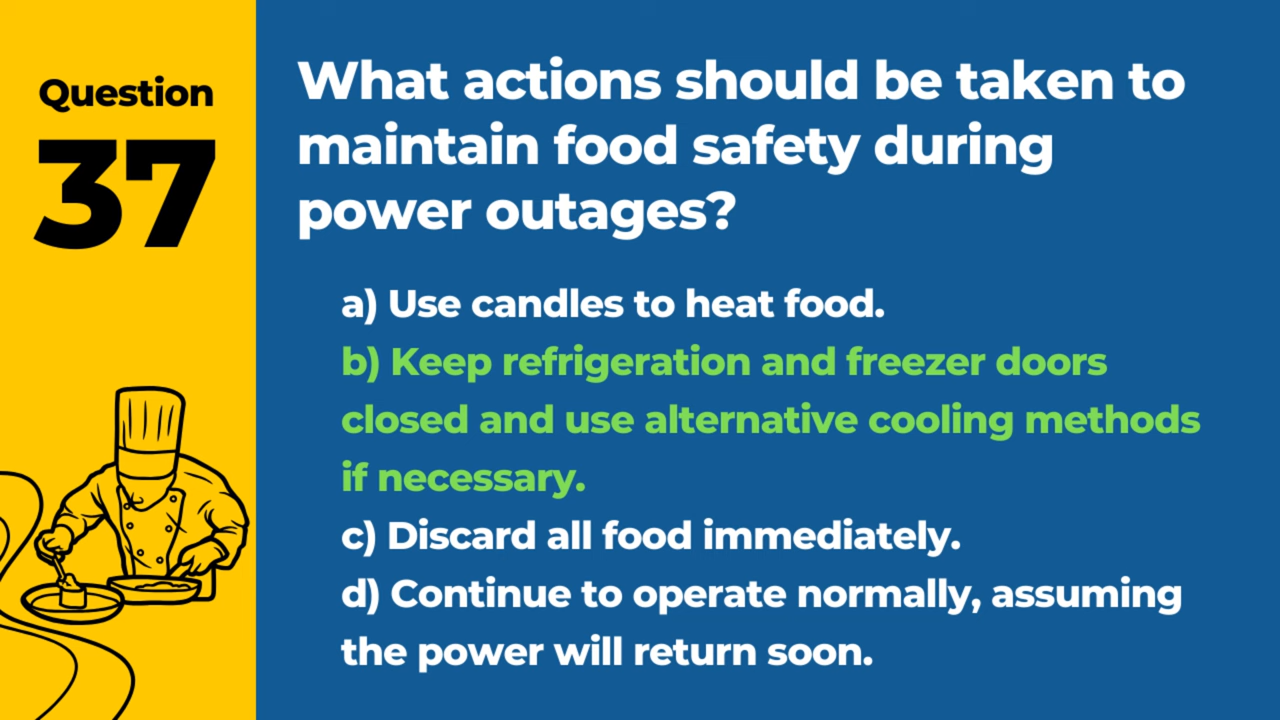 Question
37
What actions should be taken to
maintain food safety during
power outages?
a) Use candles to heat food.
b) Keep refrigeration and freezer doors
closed and use alternative cooling methods
if necessary.
c) Discard all food immediately.
d) Continue to operate normally, assuming
the power will return soon.